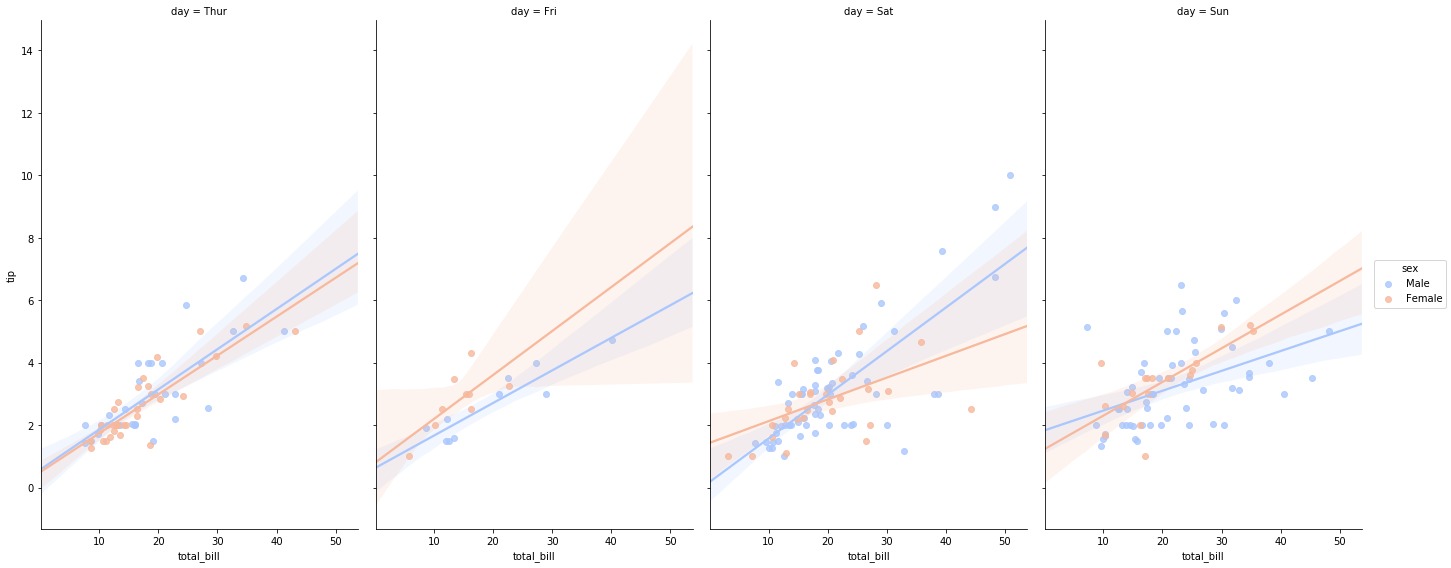 day = Thur
day = Fri
day = Sat
day = Sun
tip
14
12
10
8
6
4
2
0
10 20 30 40 50
10 20 30 40 50
10 20 30 40 50
10 20 30 40 50
total_bill
total_bill
total_bill
total_bill
sex
Male
Female